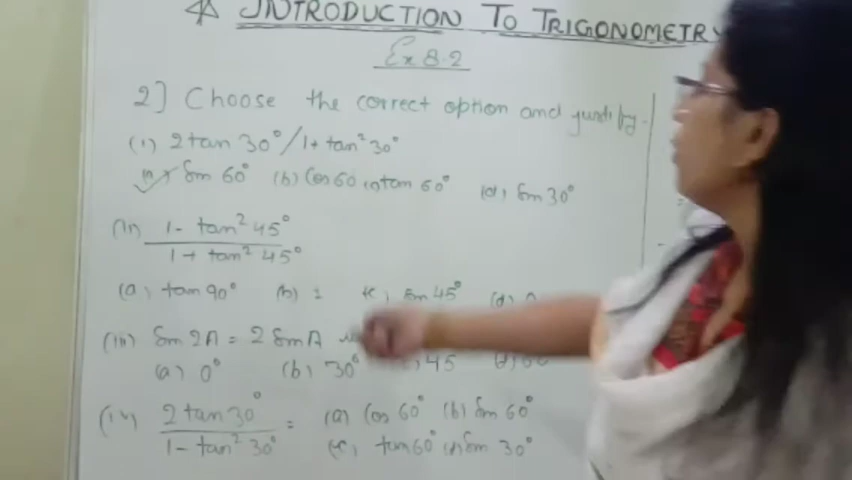 INTRODUCTION TO TRIGONOMETRY
Ex 8.2
2] Choose the correct option and justify.
(i) 2 tan 30° / 1 + tan² 30°
(a) Sin 60° (b) Cos 60 (c) tan 60° (d) Sin 30°
(ii) 1 - tan² 45°
1 + tan² 45°
(a) tan 90° (b) 1 (c) Sin 45° (d) 0
(iii) Sin 2A = 2 Sin A
(a) 0° (b) 30° (c) 45 (d) 60
(iv) 2 tan 30° = (a) Cos 60° (b) Sin 60°
1 - tan² 30° (c) tan 60° (d) Sin 30°